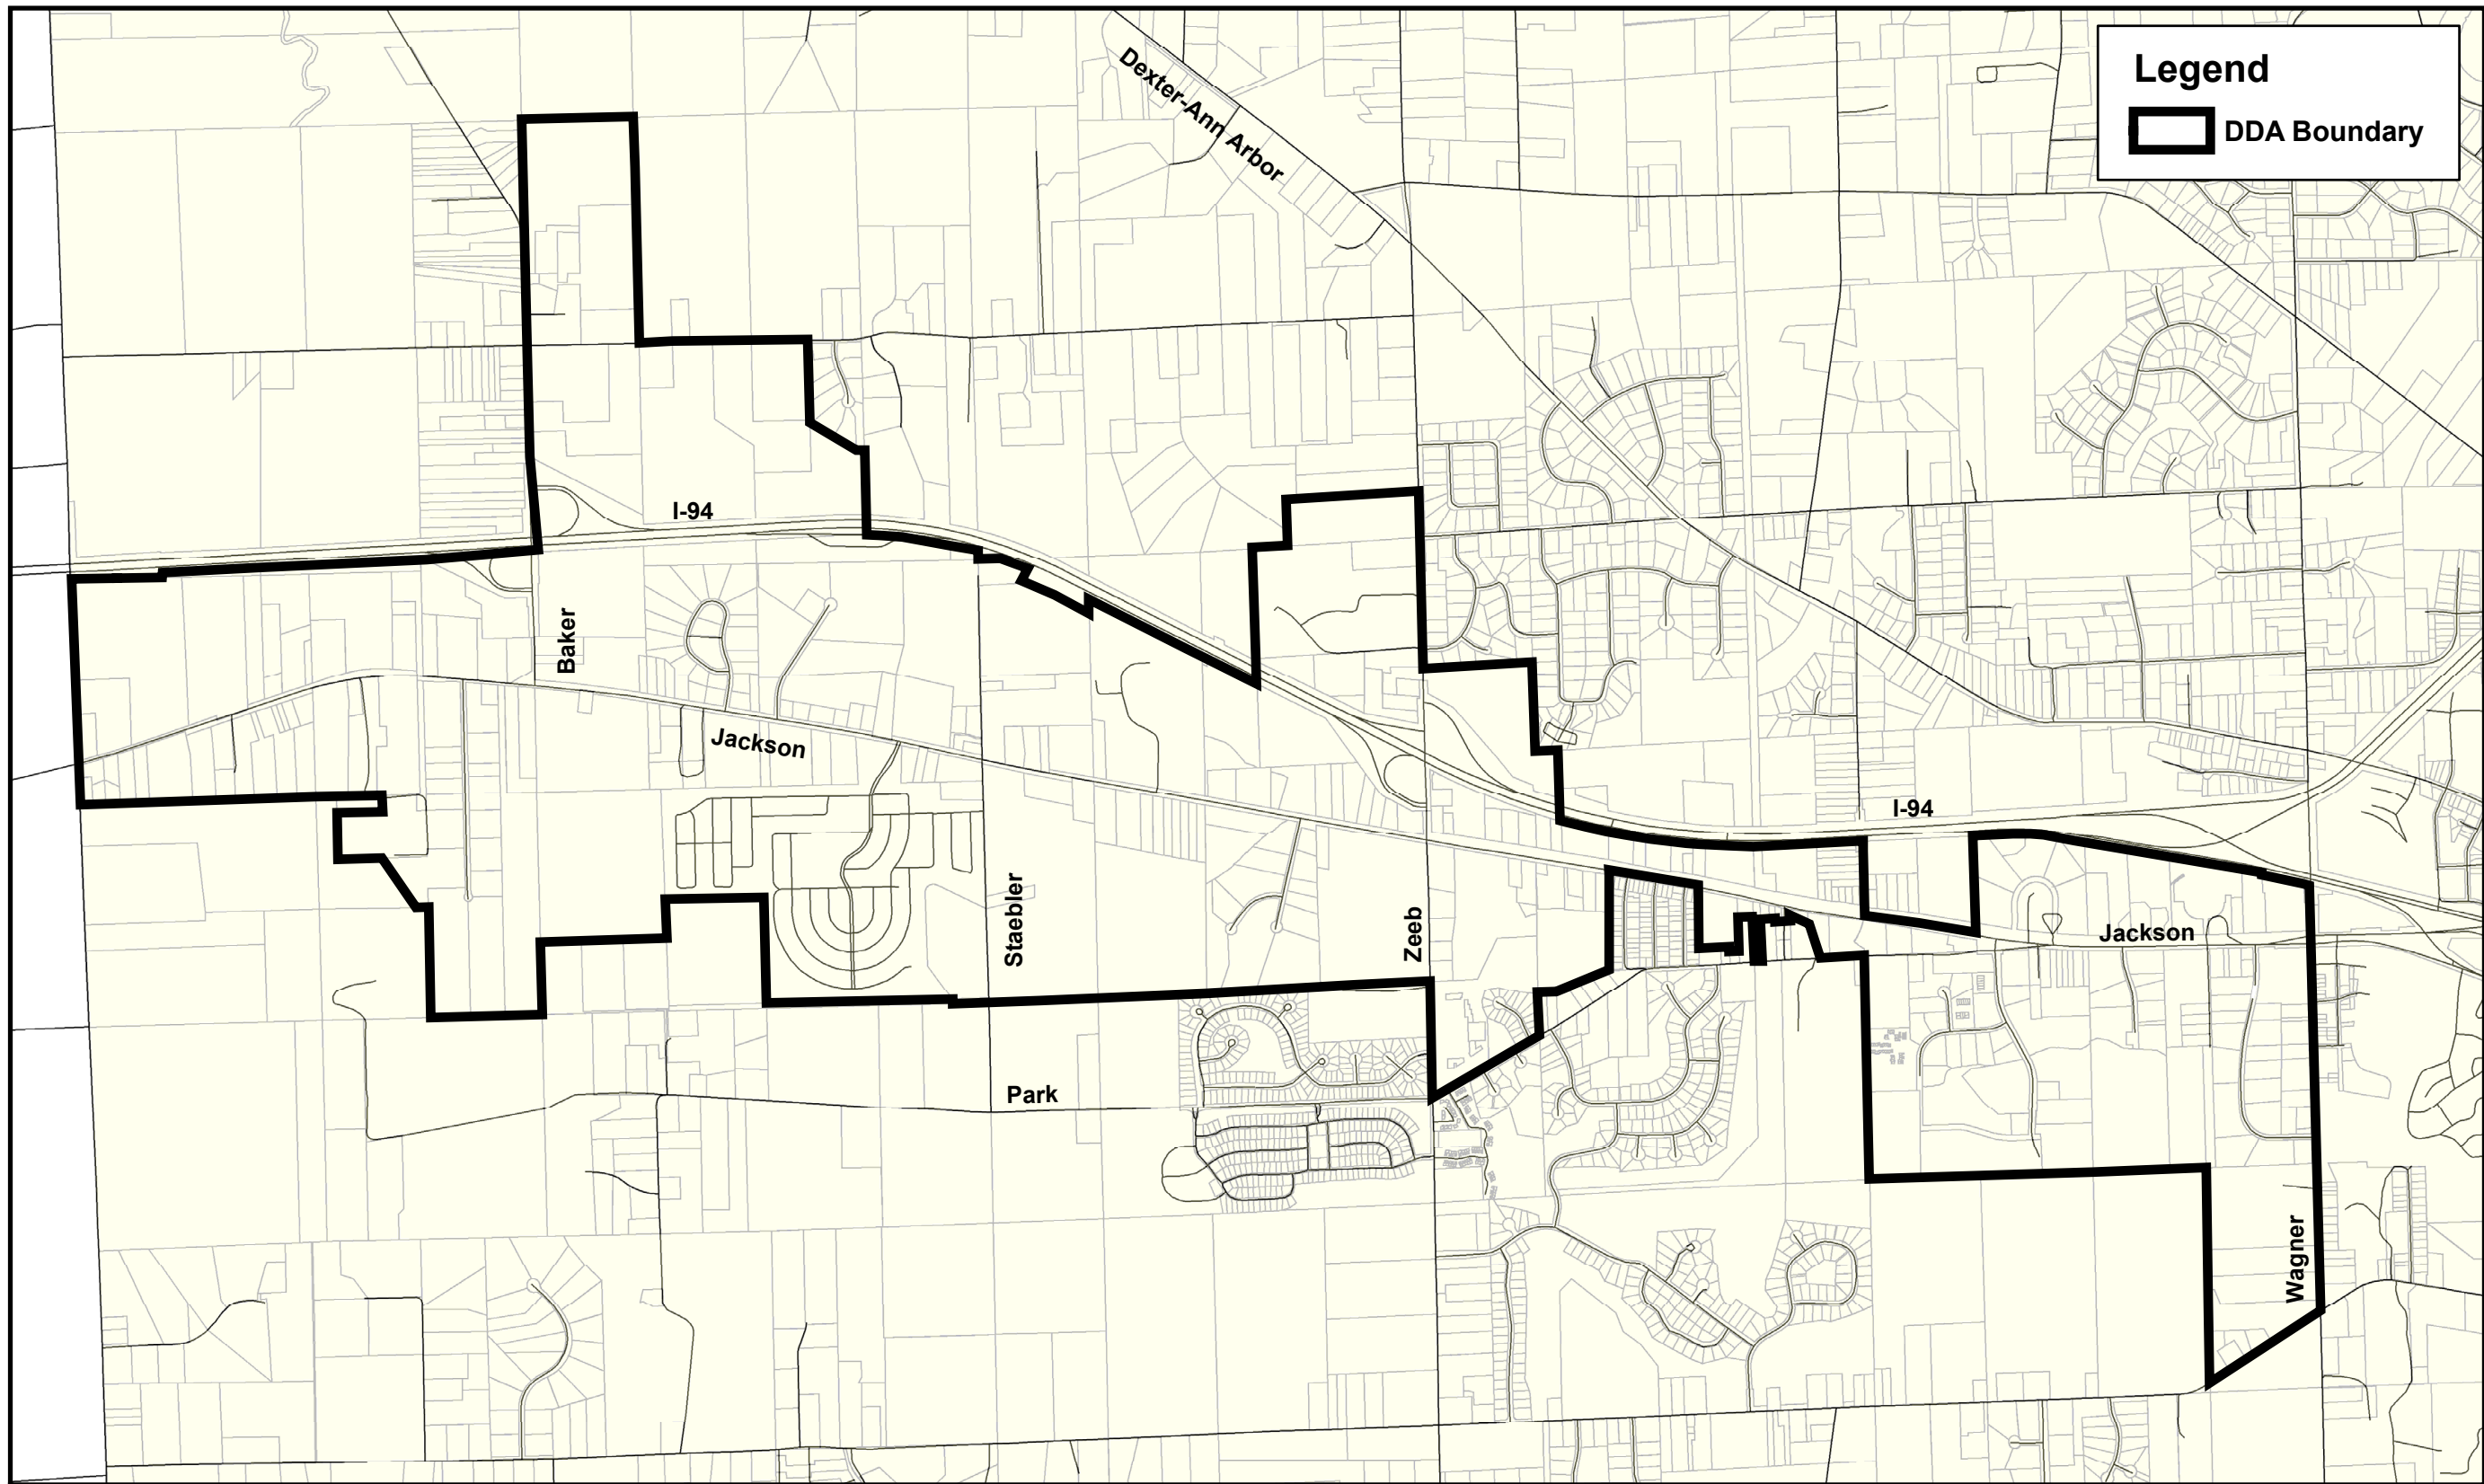 Legend
DDA Boundary
Dexter-Ann Arbor
I-94
Baker
Jackson
I-94
Staebler
Zeeb
Jackson
Park
Wagner